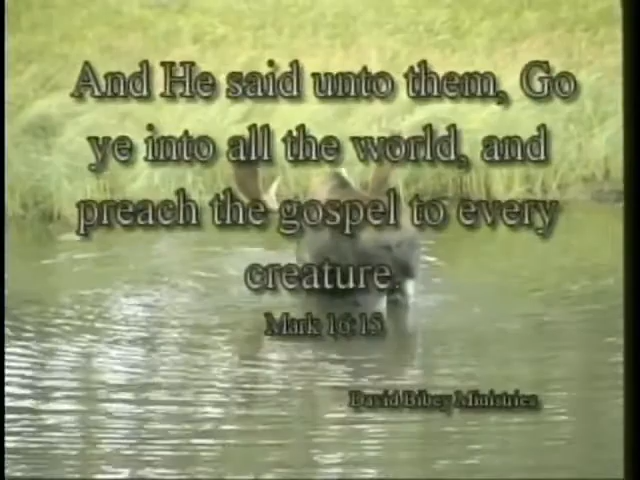 And He said unto them, Go
ye into all the world, and
preach the gospel to every
creature.
Mark 16:15
David Bibey Ministries